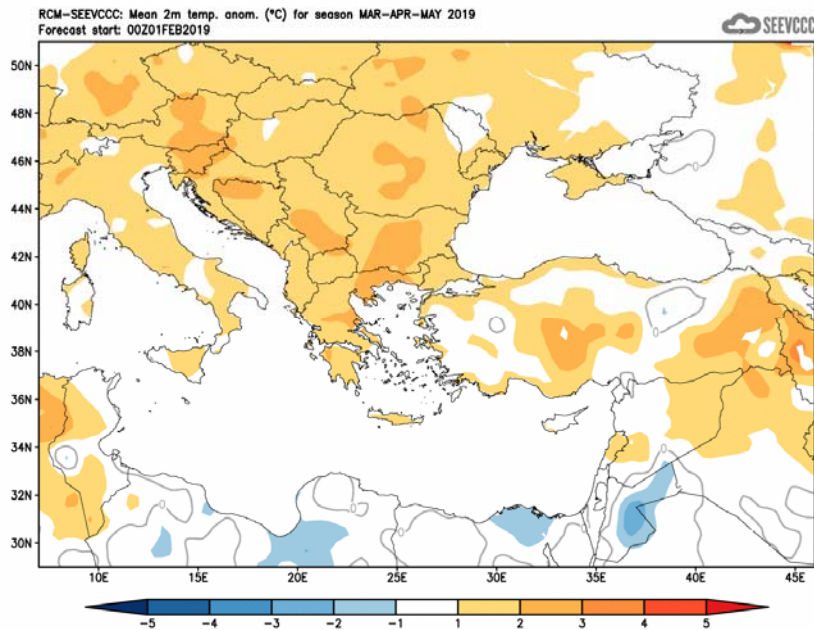 RCM-SEEVCCC: Mean 2m temp. anom. (°C) for season MAR-APR-MAY 2019
Forecast start: 00Z01FEB2019
SEEVCCC
50N
48N
46N
44N
42N
40N
38N
36N
34N
32N
30N
10E 15E 20E 25E 30E 35E 40E 45E
-5 -4 -3 -2 -1 1 2 3 4 5